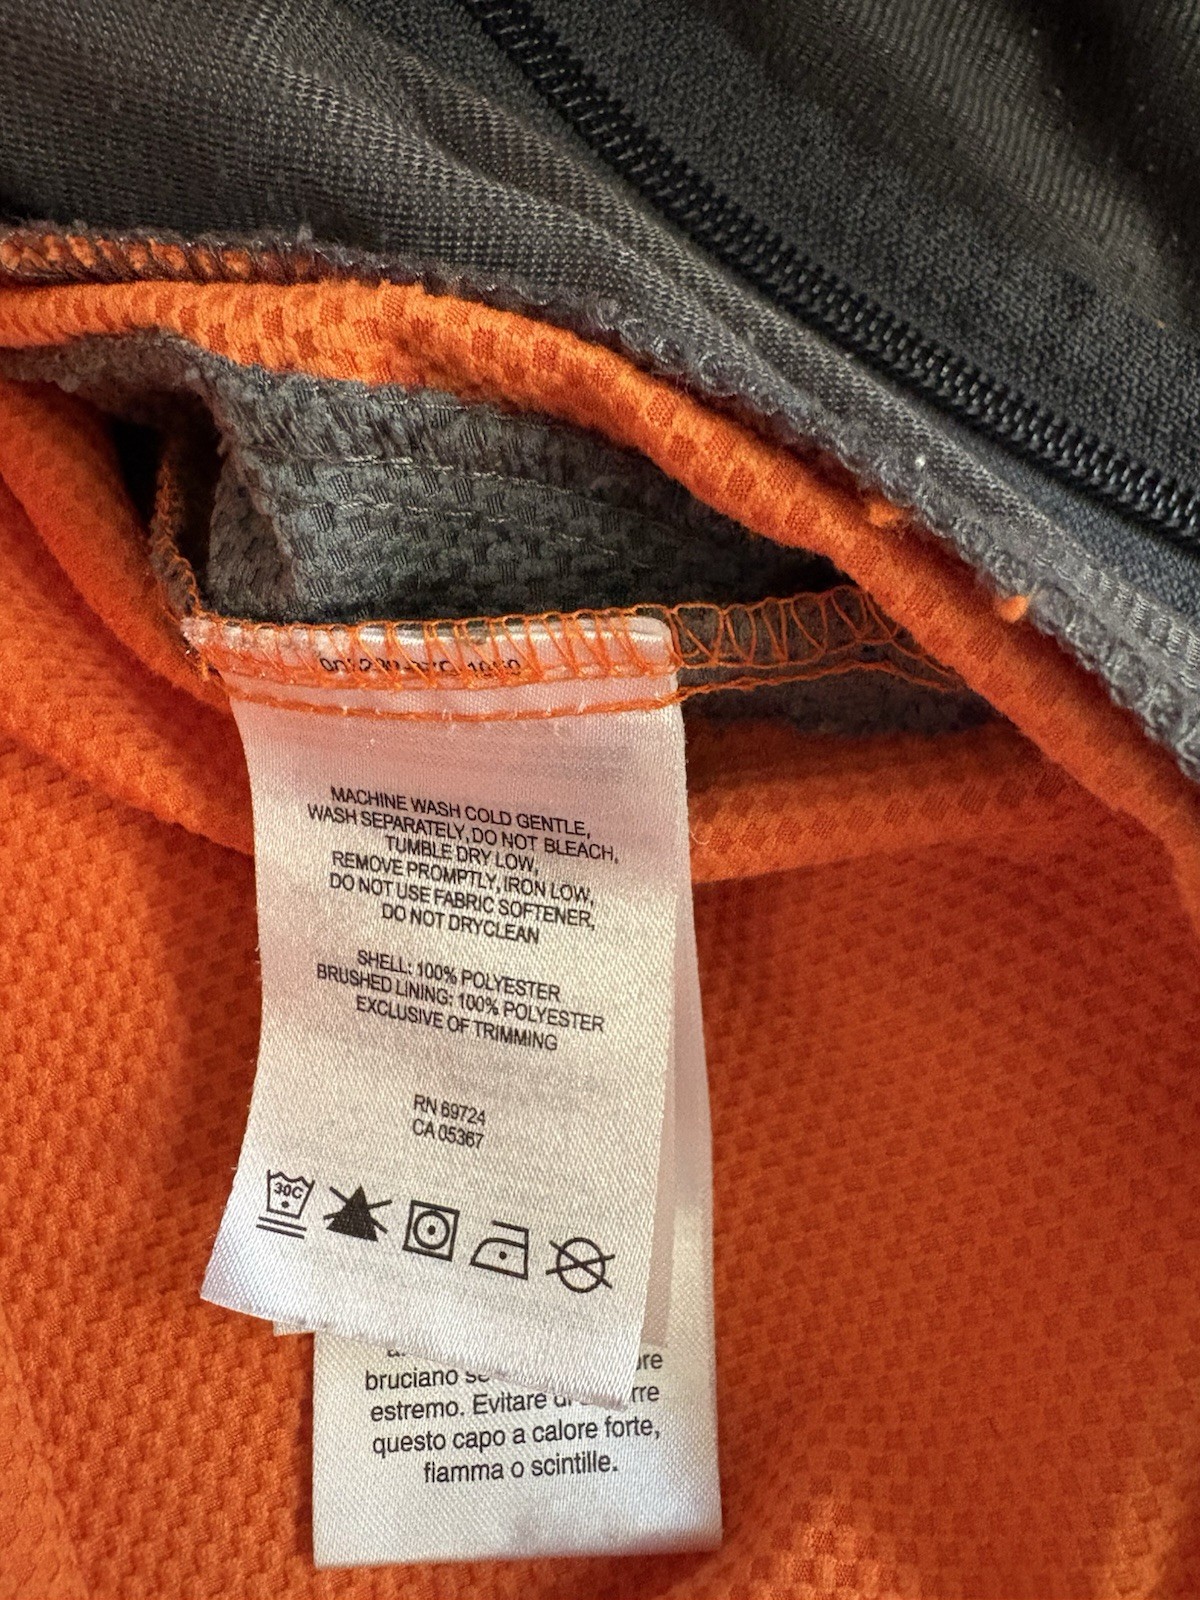 MACHINE WASH COLD GENTLE,
WASH SEPARATELY, DO NOT BLEACH,
TUMBLE DRY LOW,
REMOVE PROMPTLY, IRON LOW,
DO NOT USE FABRIC SOFTENER,
DO NOT DRYCLEAN
SHELL: 100% POLYESTER
BRUSHED LINING: 100% POLYESTER
EXCLUSIVE OF TRIMMING
RN 69724
CA 05367
30C
bruciano
estremo. Evitare
questo capo a calore forte,
fiamma o scintille.